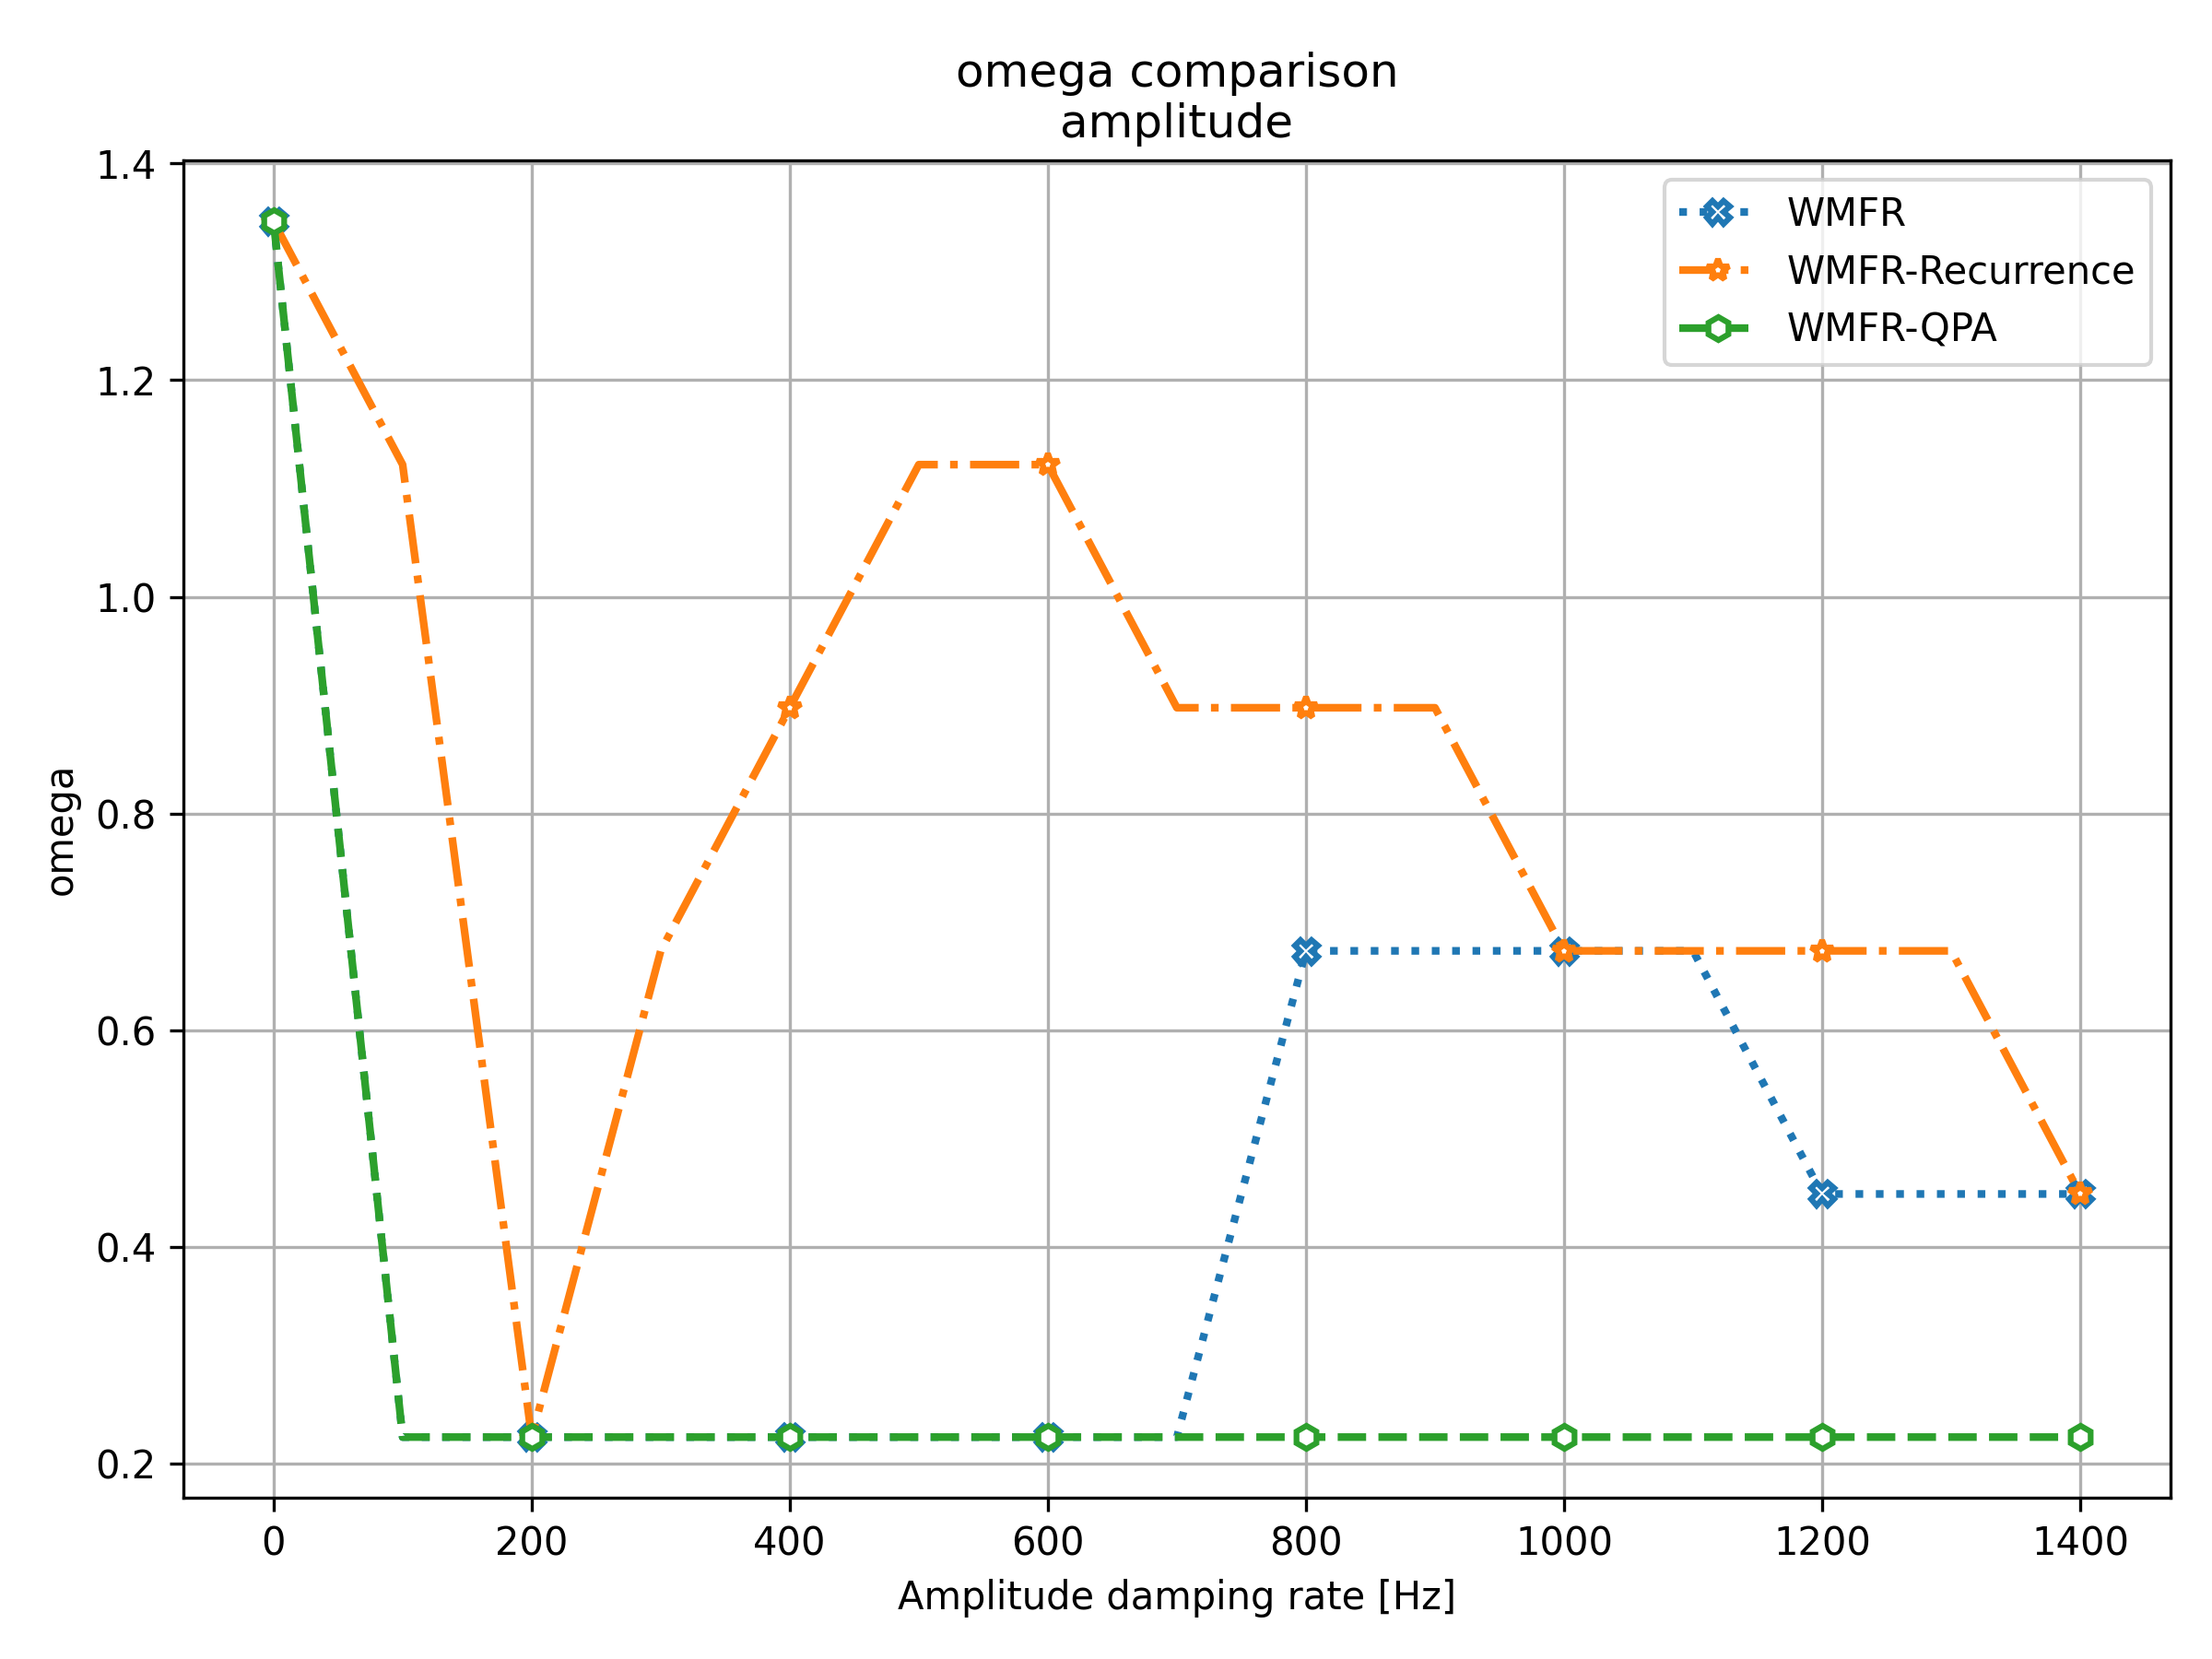 omega comparison
amplitude
1.4
1.2
1.0
0.8
0.6
0.4
0.2
omega
WMFR
WMFR-Recurrence
WMFR-QPA
0 200 400 600 800 1000 1200 1400
Amplitude damping rate [Hz]